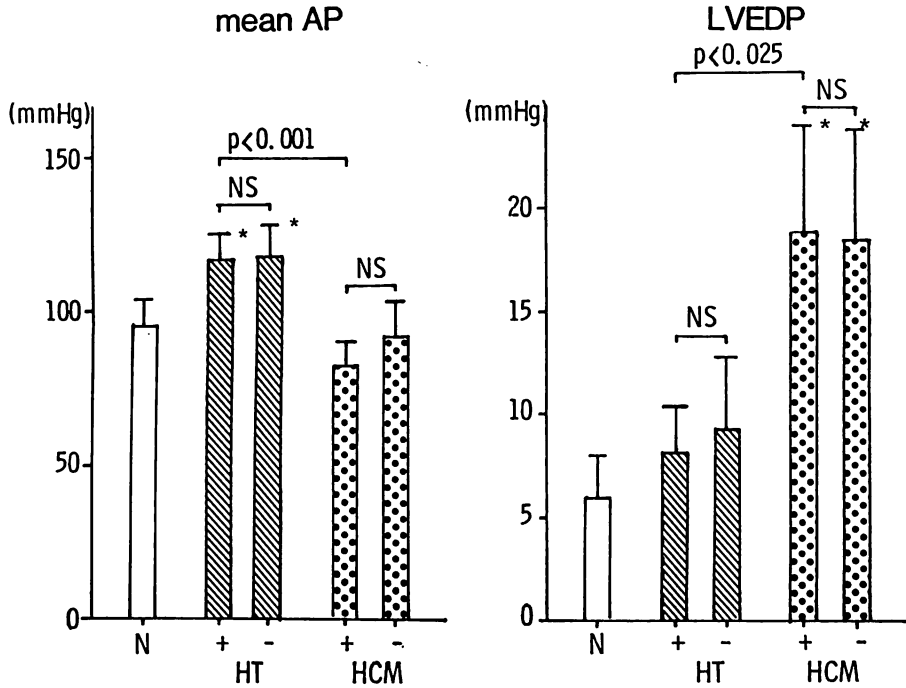 mean AP
(mmHg)
p<0.001
150
NS
* *
NS
100
50
0
N + - + -
HT HCM
LVEDP
p<0.025
(mmHg)
NS
* *
20
15
NS
10
5
0
N + - + -
HT HCM